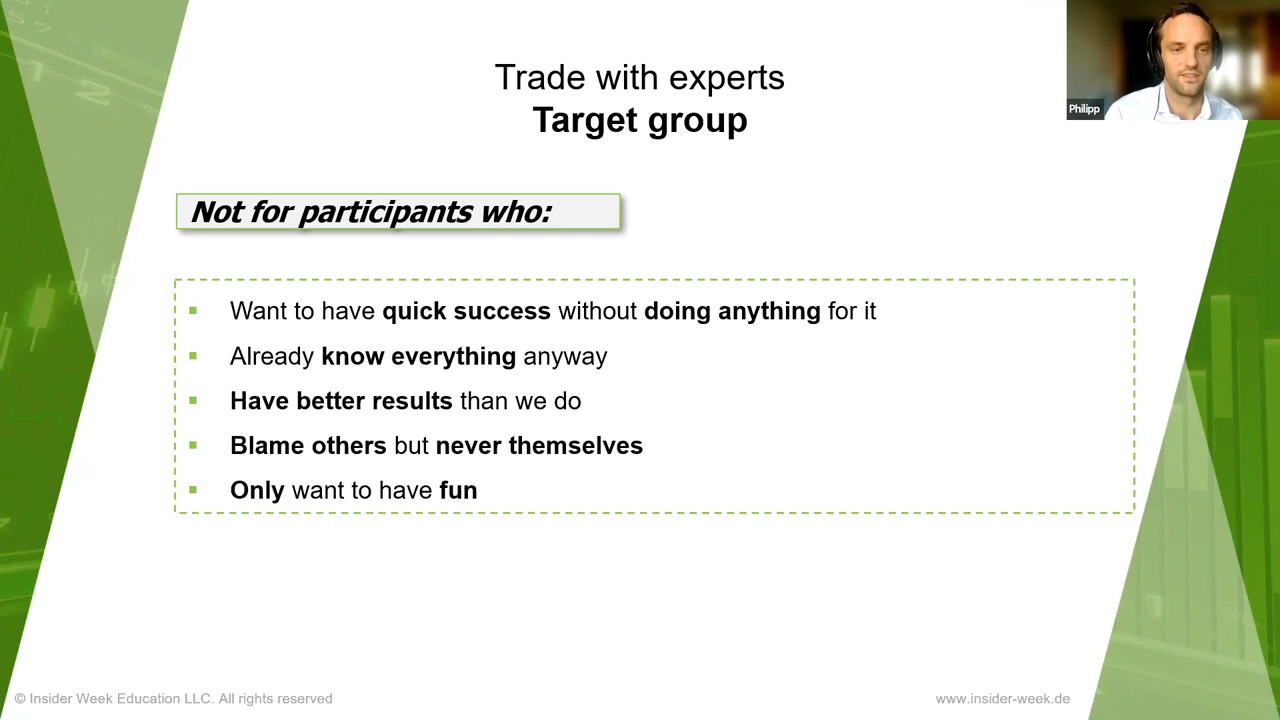 Trade with experts
Target group
Philipp
Not for participants who:
Want to have quick success without doing anything for it
Already know everything anyway
Have better results than we do
Blame others but never themselves
Only want to have fun
© Insider Week Education LLC. All rights reserved
www.insider-week.de